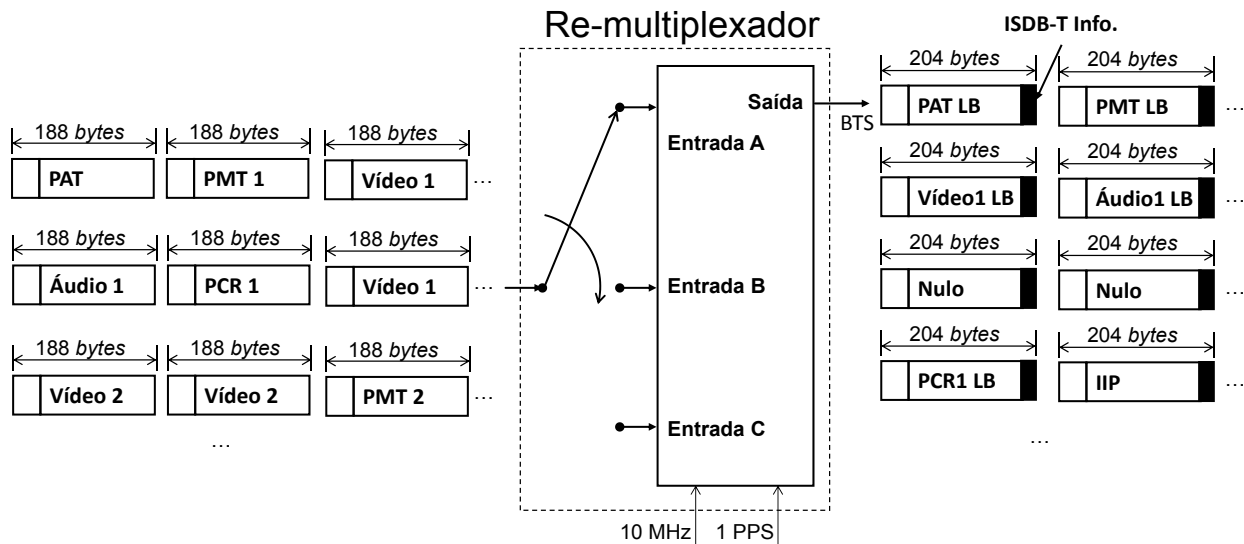 Re-multiplexador
ISDB-T Info.
188 bytes 188 bytes 188 bytes
PAT PMT 1 Vídeo 1 ...
188 bytes 188 bytes 188 bytes
Áudio 1 PCR 1 Vídeo 1 ...
188 bytes 188 bytes 188 bytes
Vídeo 2 Vídeo 2 PMT 2 ...
...
Saída
Entrada A
Entrada B
Entrada C
10 MHz 1 PPS
BTS
204 bytes 204 bytes
PAT LB PMT LB ...
204 bytes 204 bytes
Vídeo1 LB Áudio1 LB ...
204 bytes 204 bytes
Nulo Nulo ...
204 bytes 204 bytes
PCR1 LB IIP ...
...